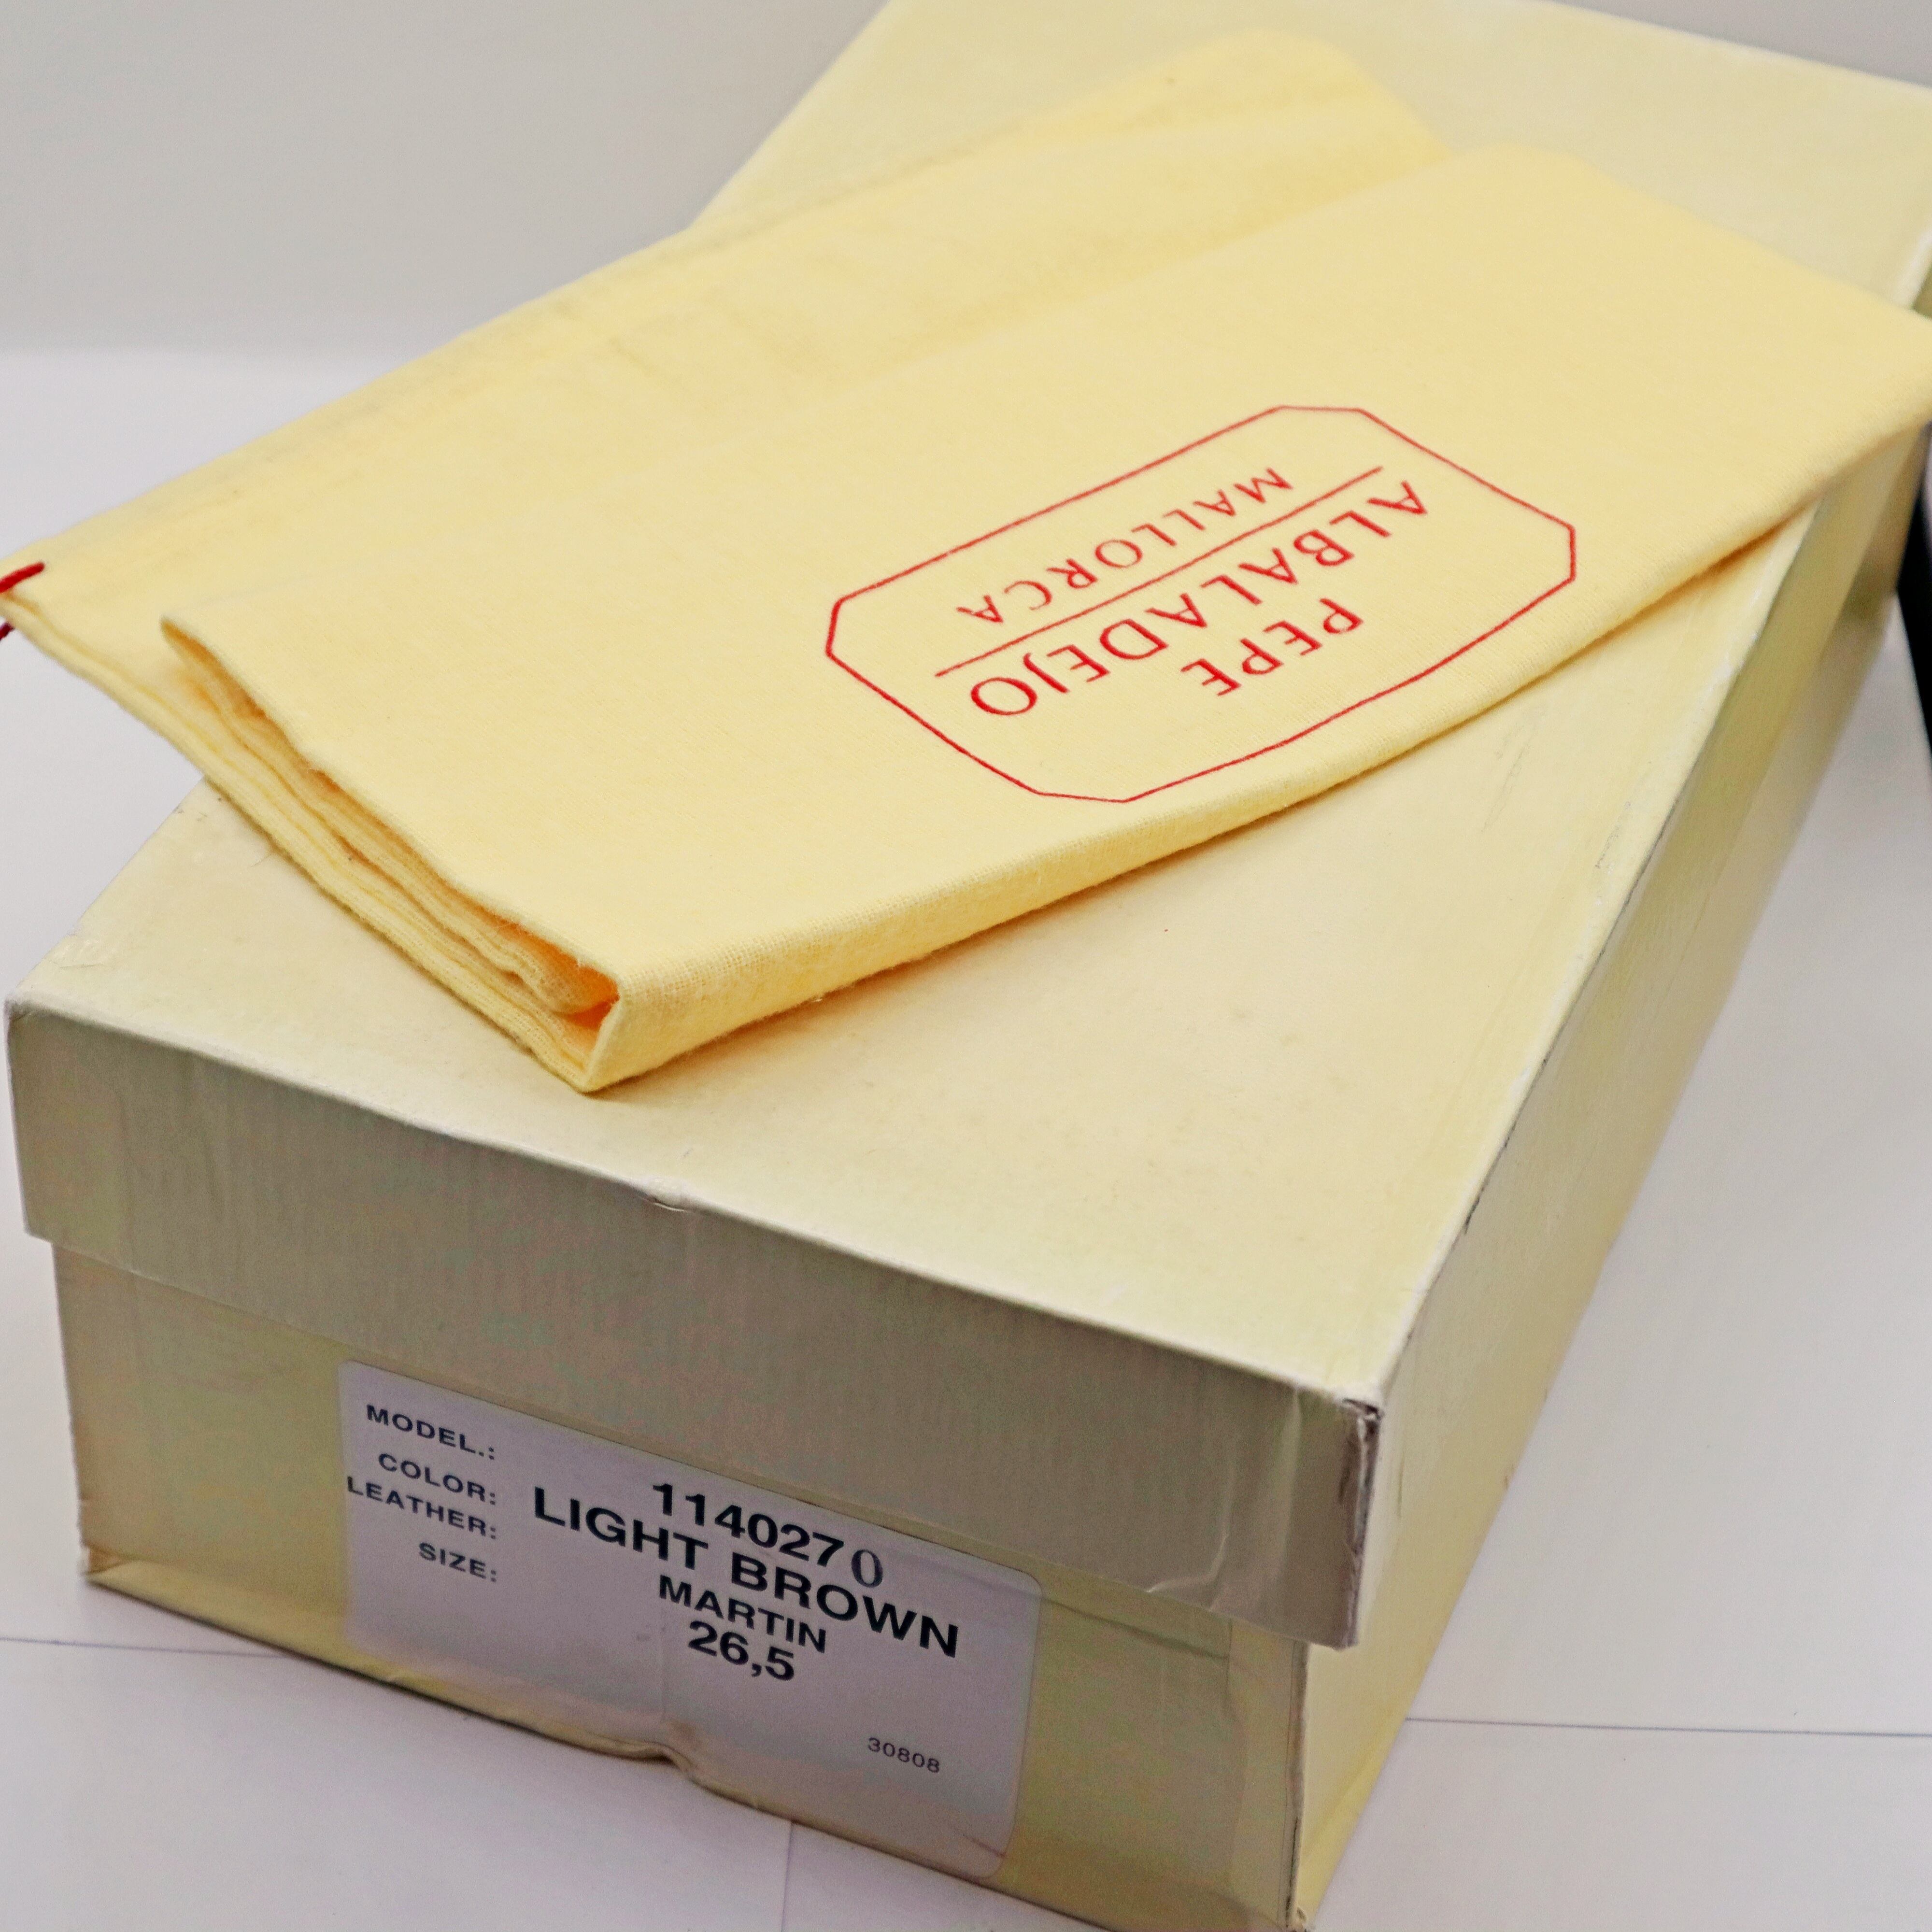 PEPE
ALBALADEJO
MALLORCA
MODEL.: 1140270
COLOR: LIGHT BROWN
LEATHER: MARTIN
SIZE: 26,5
30808